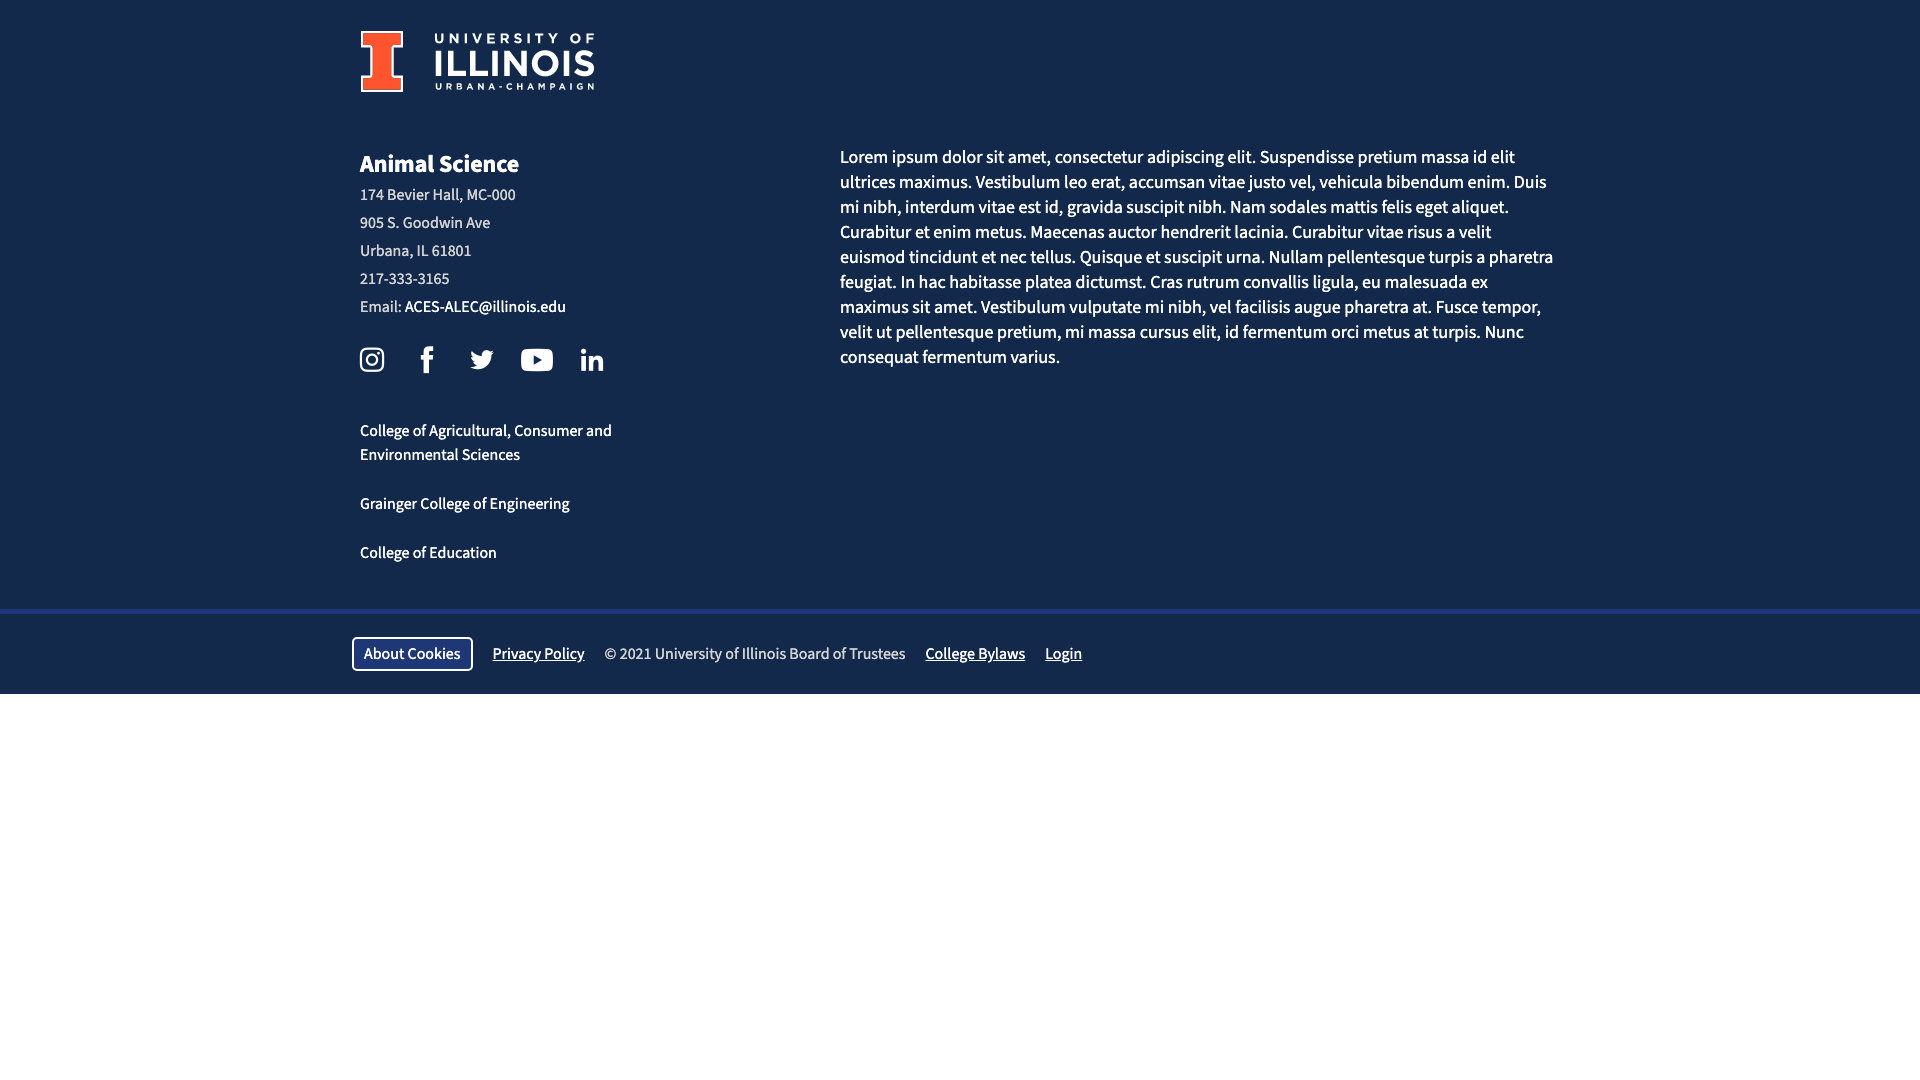 UNIVERSITY OF
ILLINOIS
URBANA-CHAMPAIGN
Animal Science
174 Bevier Hall, MC-000
905 S. Goodwin Ave
Urbana, IL 61801
217-333-3165
Email: ACES-ALEC@illinois.edu
College of Agricultural, Consumer and
Environmental Sciences
Grainger College of Engineering
College of Education
Lorem ipsum dolor sit amet, consectetur adipiscing elit. Suspendisse pretium massa id elit
ultrices maximus. Vestibulum leo erat, accumsan vitae justo vel, vehicula bibendum enim. Duis
mi nibh, interdum vitae est id, gravida suscipit nibh. Nam sodales mattis felis eget aliquet.
Curabitur et enim metus. Maecenas auctor hendrerit lacinia. Curabitur vitae risus a velit
euismod tincidunt et nec tellus. Quisque et suscipit urna. Nullam pellentesque turpis a pharetra
feugiat. In hac habitasse platea dictumst. Cras rutrum convallis ligula, eu malesuada ex
maximus sit amet. Vestibulum vulputate mi nibh, vel facilisis augue pharetra at. Fusce tempor,
velit ut pellentesque pretium, mi massa cursus elit, id fermentum orci metus at turpis. Nunc
consequat fermentum varius.
About Cookies Privacy Policy © 2021 University of Illinois Board of Trustees College Bylaws Login